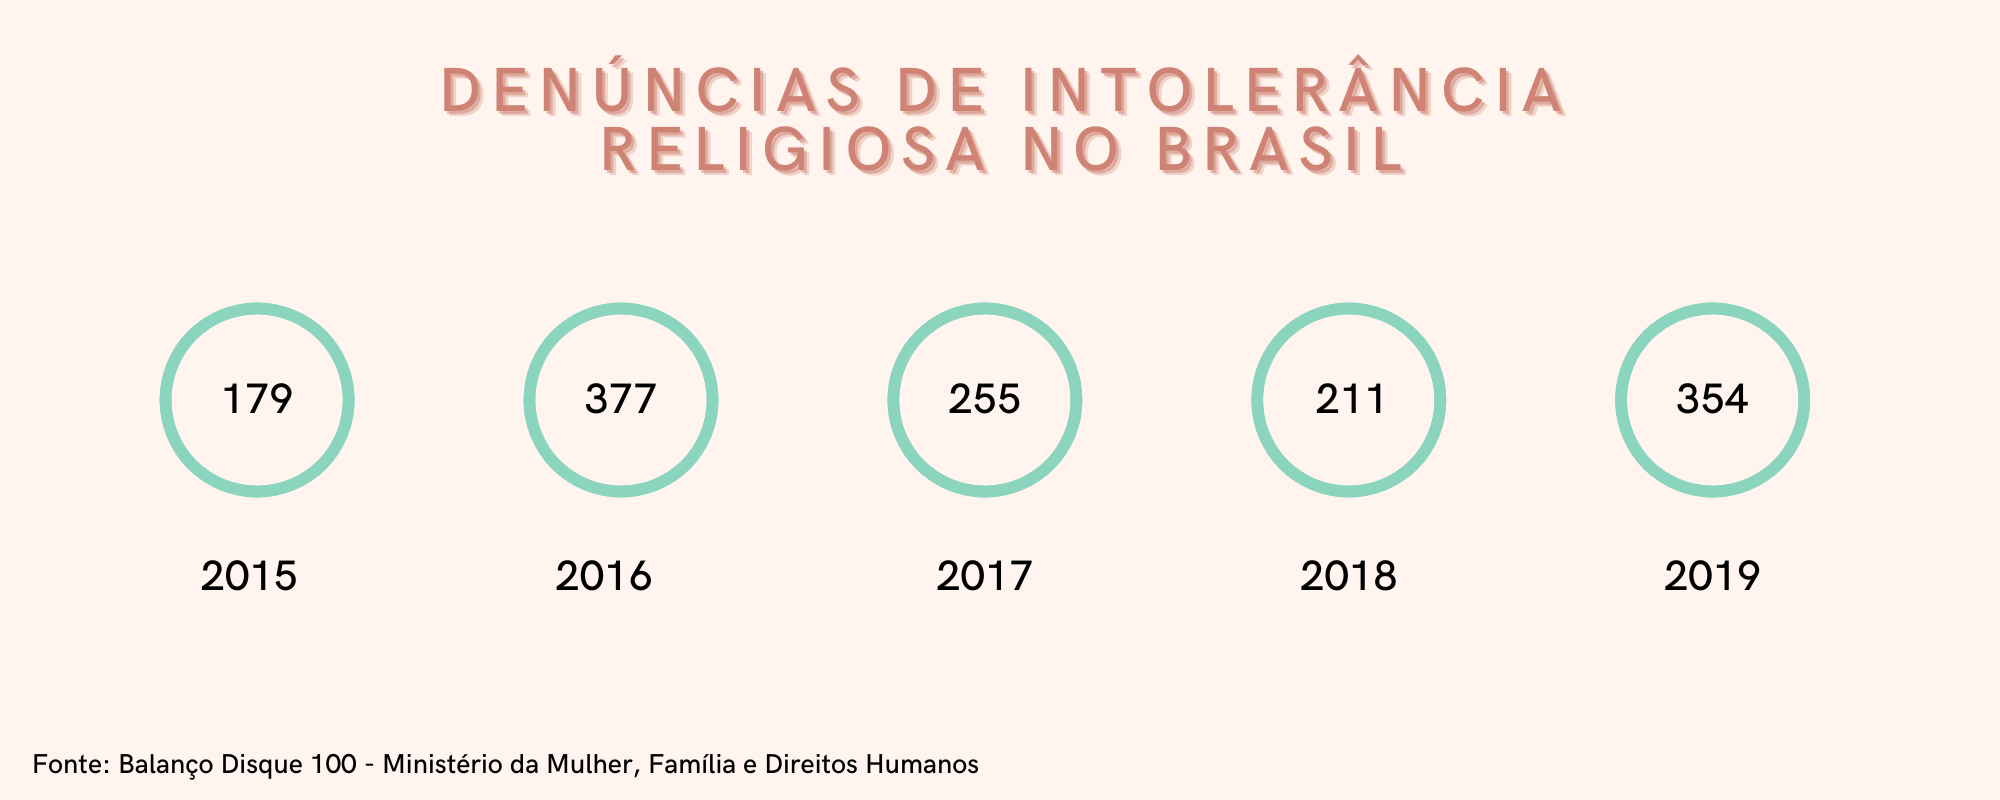 DENÚNCIAS DE INTOLERÂNCIA
RELIGIOSA NO BRASIL
179 377 255 211 354
2015 2016 2017 2018 2019
Fonte: Balanço Disque 100 - Ministério da Mulher, Família e Direitos Humanos